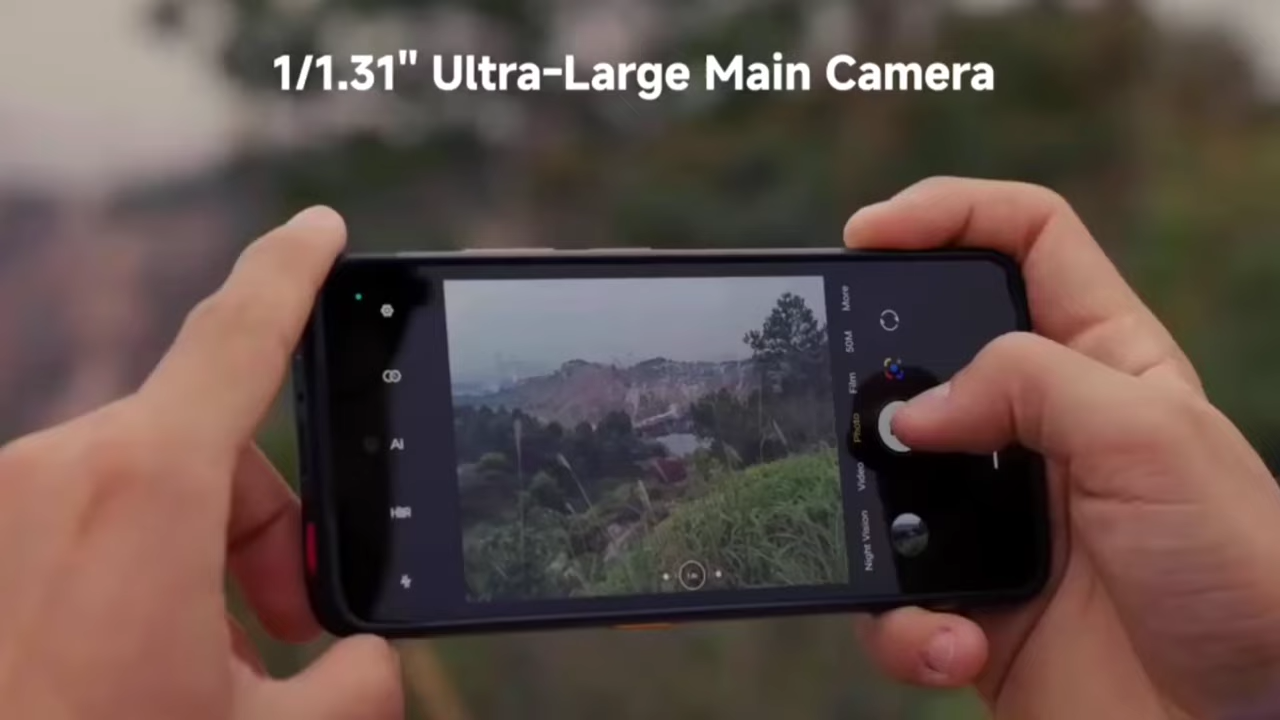 1/1.31" Ultra-Large Main Camera
More
50M
Film
Photo
Video
Night Vision
AI
HDR